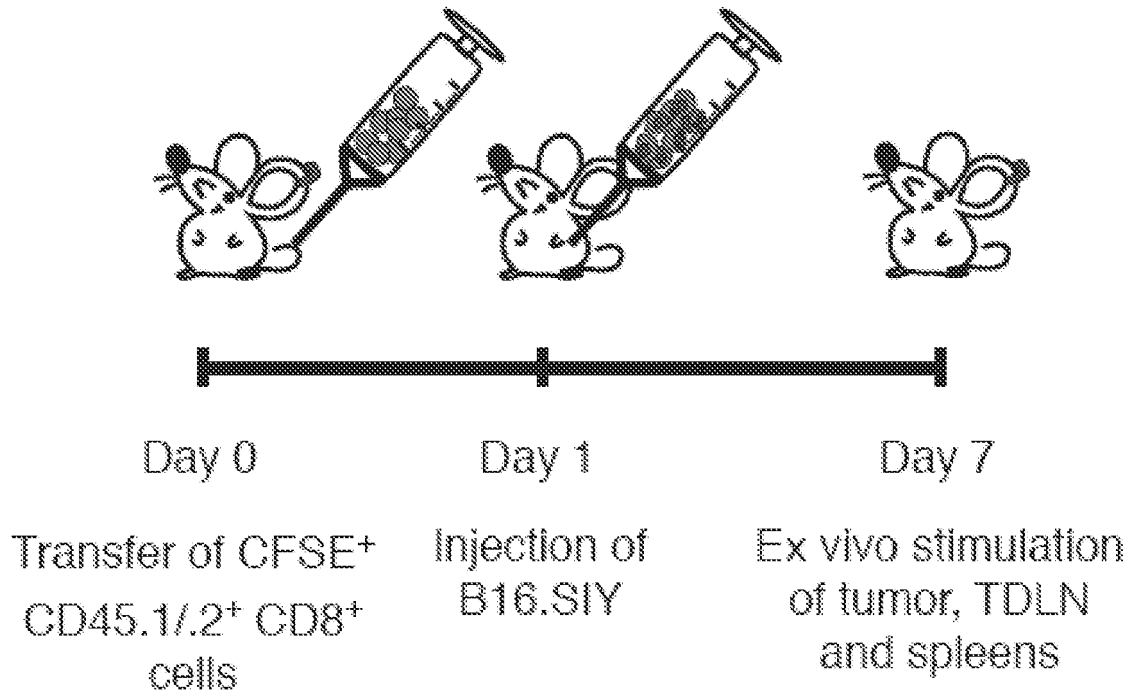 Day 0
Transfer of CFSE⁺
CD45.1/.2⁺ CD8⁺
cells
Day 1
Injection of
B16.SIY
Day 7
Ex vivo stimulation
of tumor, TDLN
and spleens